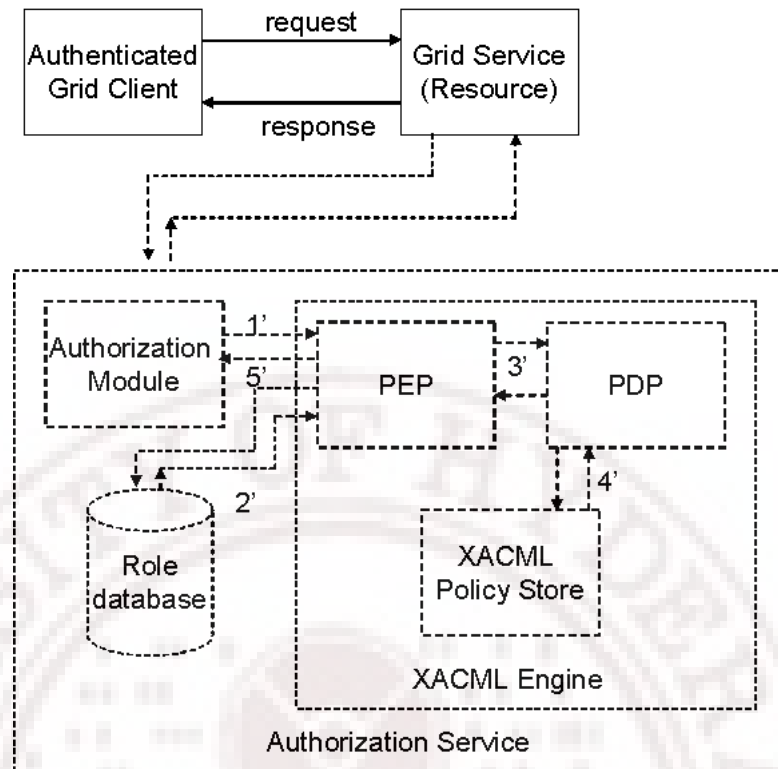 request
Authenticated
Grid Client
Grid Service
(Resource)
response
1’
Authorization
Module
5’
PEP
3’
PDP
2’
4’
Role
database
XACML
Policy Store
XACML Engine
Authorization Service